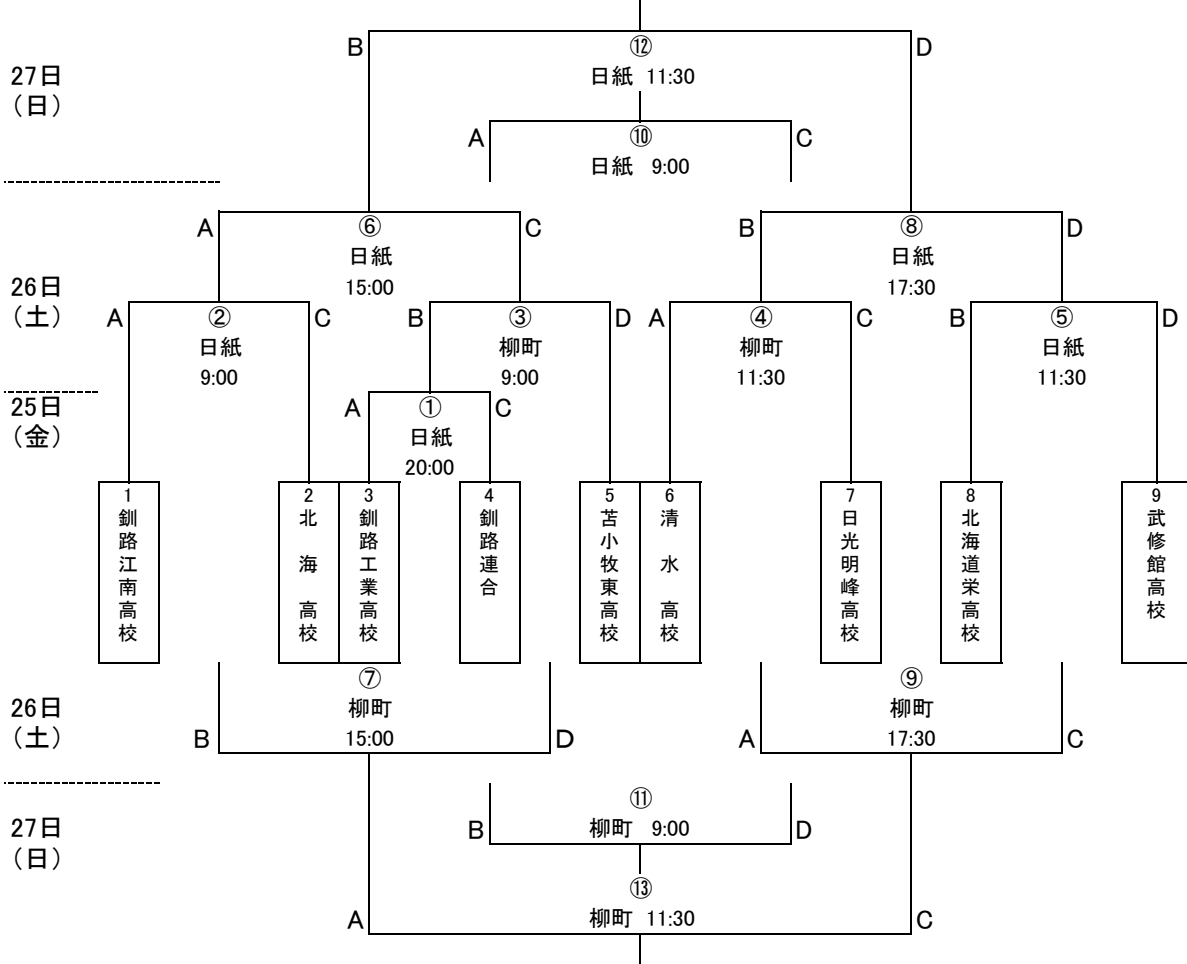 B ⑫ D
27日
（日）
日紙 11:30
A ⑩ C
日紙 9:00
A ⑥ C B ⑧ D
日紙 日紙
15:00 17:30
26日
（土）
A ② C B ③ D A ④ C B ⑤ D
日紙 柳町 柳町 日紙
9:00 9:00 11:30 11:30
25日
（金）
A ① C
日紙
20:00
1 釧路江南高校
2 北海高校
3 釧路工業高校
4 釧路連合
5 苫小牧東高校
6 清水高校
7 日光明峰高校
8 北海道栄高校
9 武修館高校
⑦ ⑨
26日
（土）
柳町 柳町
B 15:00 D A 17:30 C
27日
（日）
⑪
B 柳町 9:00 D
⑬
A 柳町 11:30 C